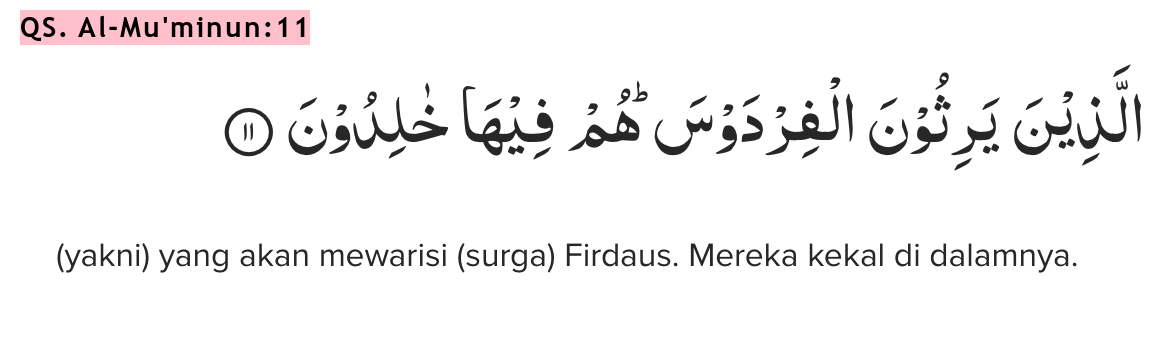 QS. Al-Mu'minun:11
الَّذِيْنَ يَرِثُوْنَ الْفِرْدَوْسَۗ هُمْ فِيْهَا خٰلِدُوْنَ ۝١١
(yakni) yang akan mewarisi (surga) Firdaus. Mereka kekal di dalamnya.